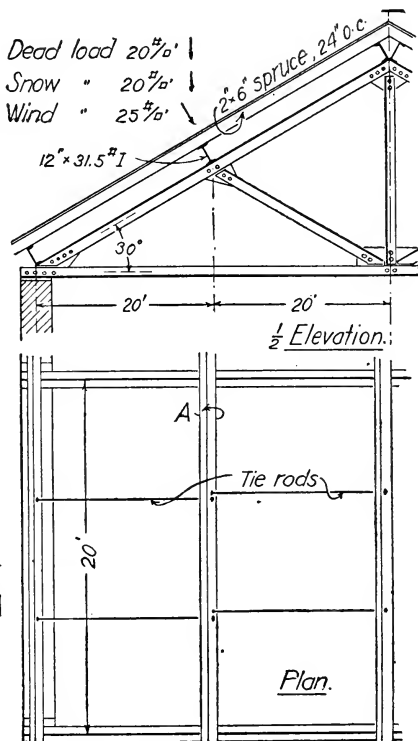 Dead load 20#/□' ↓
Snow " 20#/□' ↓
Wind " 25#/□' ↘
2"×6" spruce, 24" o.c.
12"×31.5# I
30°
20' 20'
½ Elevation.
A
Tie rods
20'
Plan.